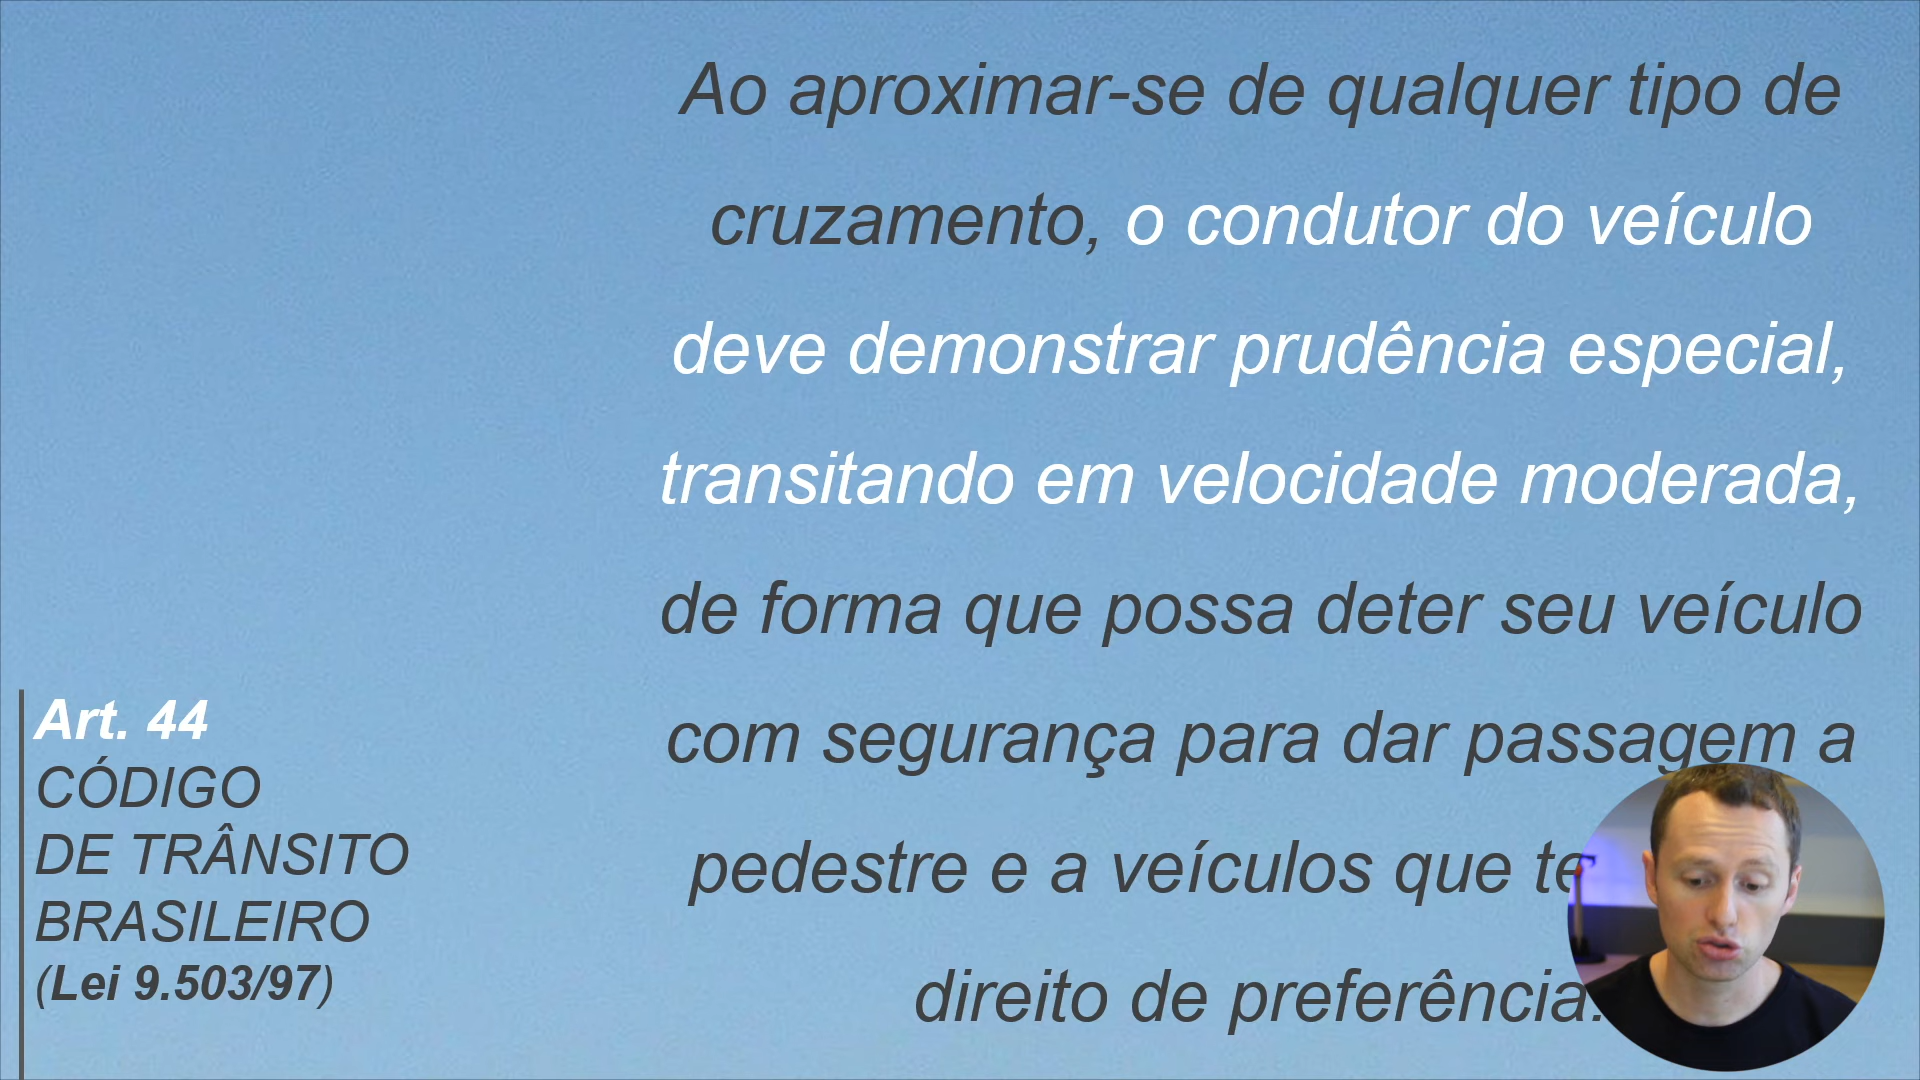 Ao aproximar-se de qualquer tipo de
cruzamento, o condutor do veículo
deve demonstrar prudência especial,
transitando em velocidade moderada,
de forma que possa deter seu veículo
com segurança para dar passagem a
pedestre e a veículos que
direito de preferência.
Art. 44
CÓDIGO
DE TRÂNSITO
BRASILEIRO
(Lei 9.503/97)